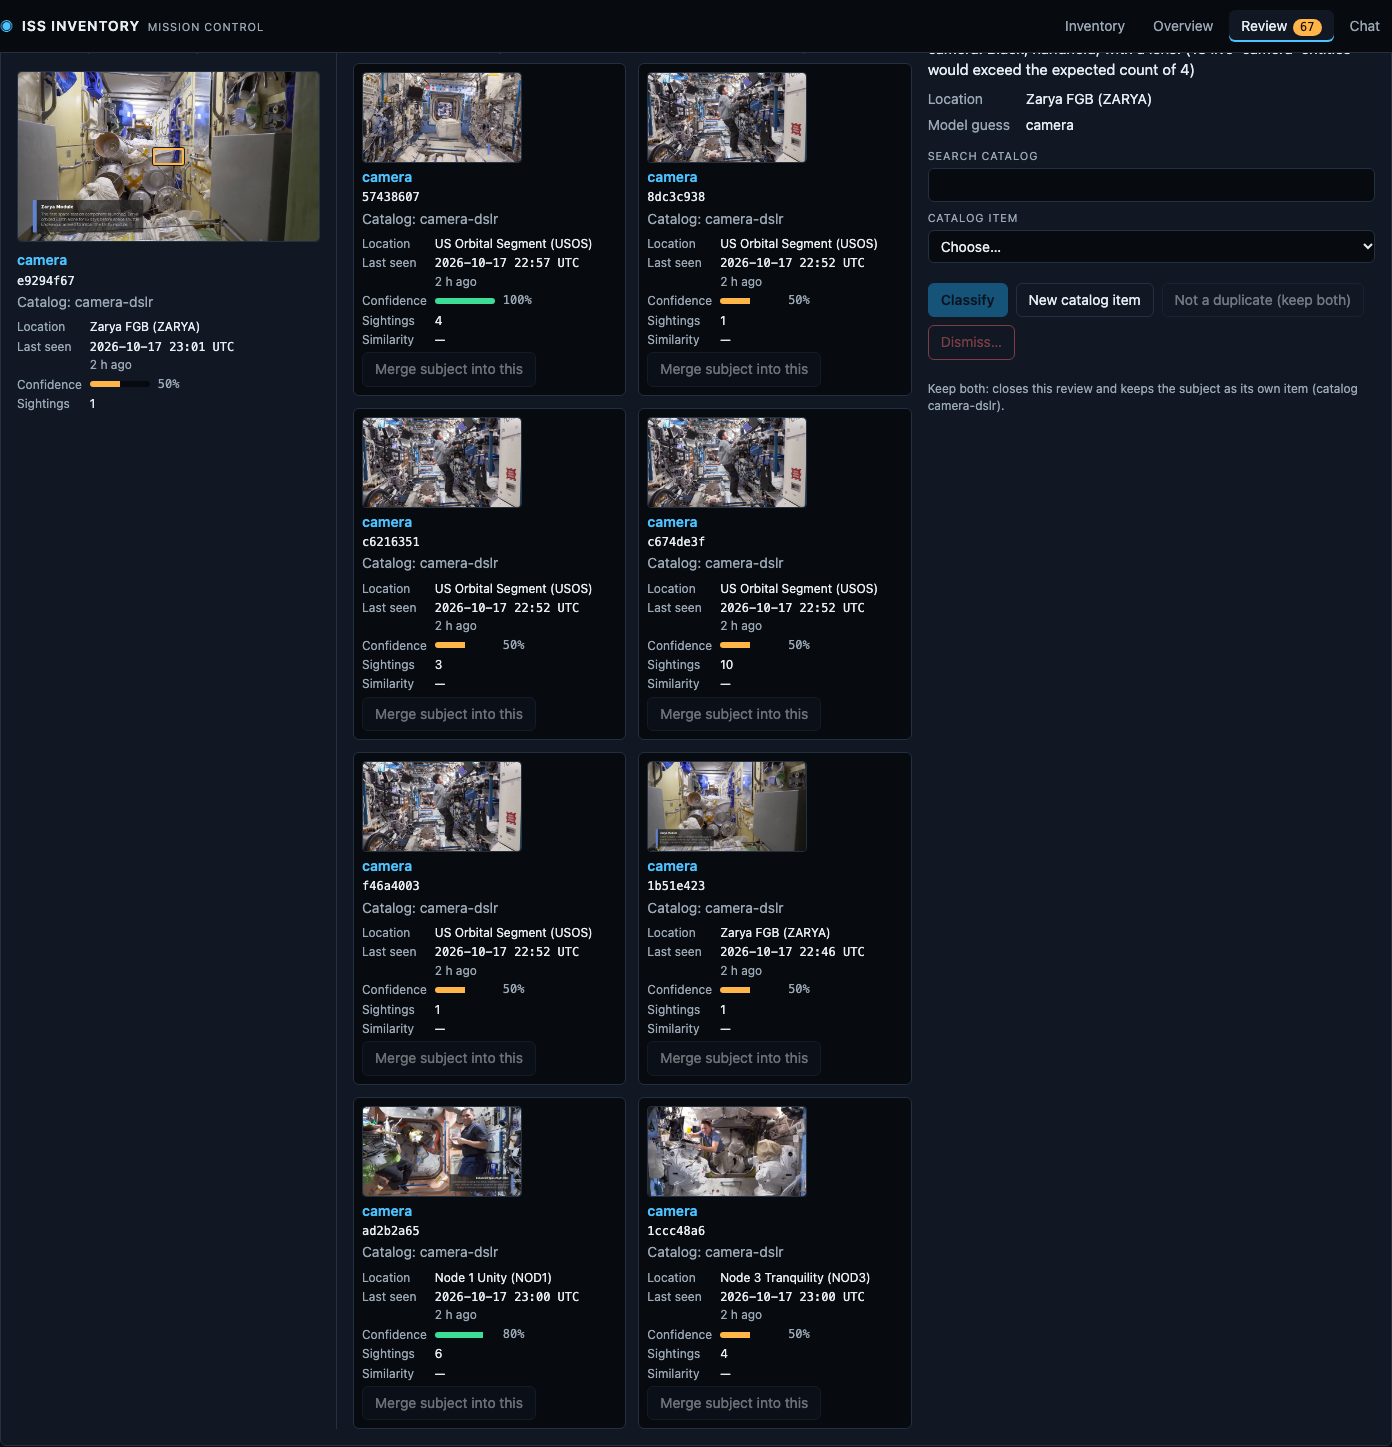 ISS INVENTORY MISSION CONTROL
Inventory
Overview
Review 67
Chat
Zarya Module
camera
e9294f67
Catalog: camera-dslr
Location Zarya FGB (ZARYA)
Last seen 2026-10-17 23:01 UTC
2 h ago
Confidence 50%
Sightings 1
camera
57438607
Catalog: camera-dslr
Location US Orbital Segment (USOS)
Last seen 2026-10-17 22:57 UTC
2 h ago
Confidence 100%
Sightings 4
Similarity —
Merge subject into this
camera
8dc3c938
Catalog: camera-dslr
Location US Orbital Segment (USOS)
Last seen 2026-10-17 22:52 UTC
2 h ago
Confidence 50%
Sightings 1
Similarity —
Merge subject into this
camera
c6216351
Catalog: camera-dslr
Location US Orbital Segment (USOS)
Last seen 2026-10-17 22:52 UTC
2 h ago
Confidence 50%
Sightings 3
Similarity —
Merge subject into this
camera
c674de3f
Catalog: camera-dslr
Location US Orbital Segment (USOS)
Last seen 2026-10-17 22:52 UTC
2 h ago
Confidence 50%
Sightings 10
Similarity —
Merge subject into this
camera
f46a4003
Catalog: camera-dslr
Location US Orbital Segment (USOS)
Last seen 2026-10-17 22:52 UTC
2 h ago
Confidence 50%
Sightings 1
Similarity —
Merge subject into this
camera
1b51e423
Catalog: camera-dslr
Location Zarya FGB (ZARYA)
Last seen 2026-10-17 22:46 UTC
2 h ago
Confidence 50%
Sightings 1
Similarity —
Merge subject into this
camera
ad2b2a65
Catalog: camera-dslr
Location Node 1 Unity (NOD1)
Last seen 2026-10-17 23:00 UTC
2 h ago
Confidence 80%
Sightings 6
Similarity —
Merge subject into this
camera
1ccc48a6
Catalog: camera-dslr
Location Node 3 Tranquility (NOD3)
Last seen 2026-10-17 23:00 UTC
2 h ago
Confidence 50%
Sightings 4
Similarity —
Merge subject into this
would exceed the expected count of 4)
Location Zarya FGB (ZARYA)
Model guess camera
SEARCH CATALOG
CATALOG ITEM
Choose...
Classify
New catalog item
Not a duplicate (keep both)
Dismiss...
Keep both: closes this review and keeps the subject as its own item (catalog
camera-dslr).